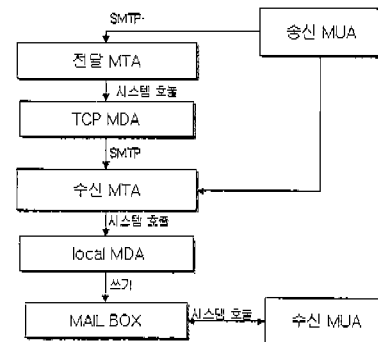 SMTP
송신 MUA
전달 MTA
시스템 호출
TCP MDA
SMTP
수신 MTA
시스템 호출
local MDA
쓰기
MAIL BOX
시스템 호출
수신 MUA